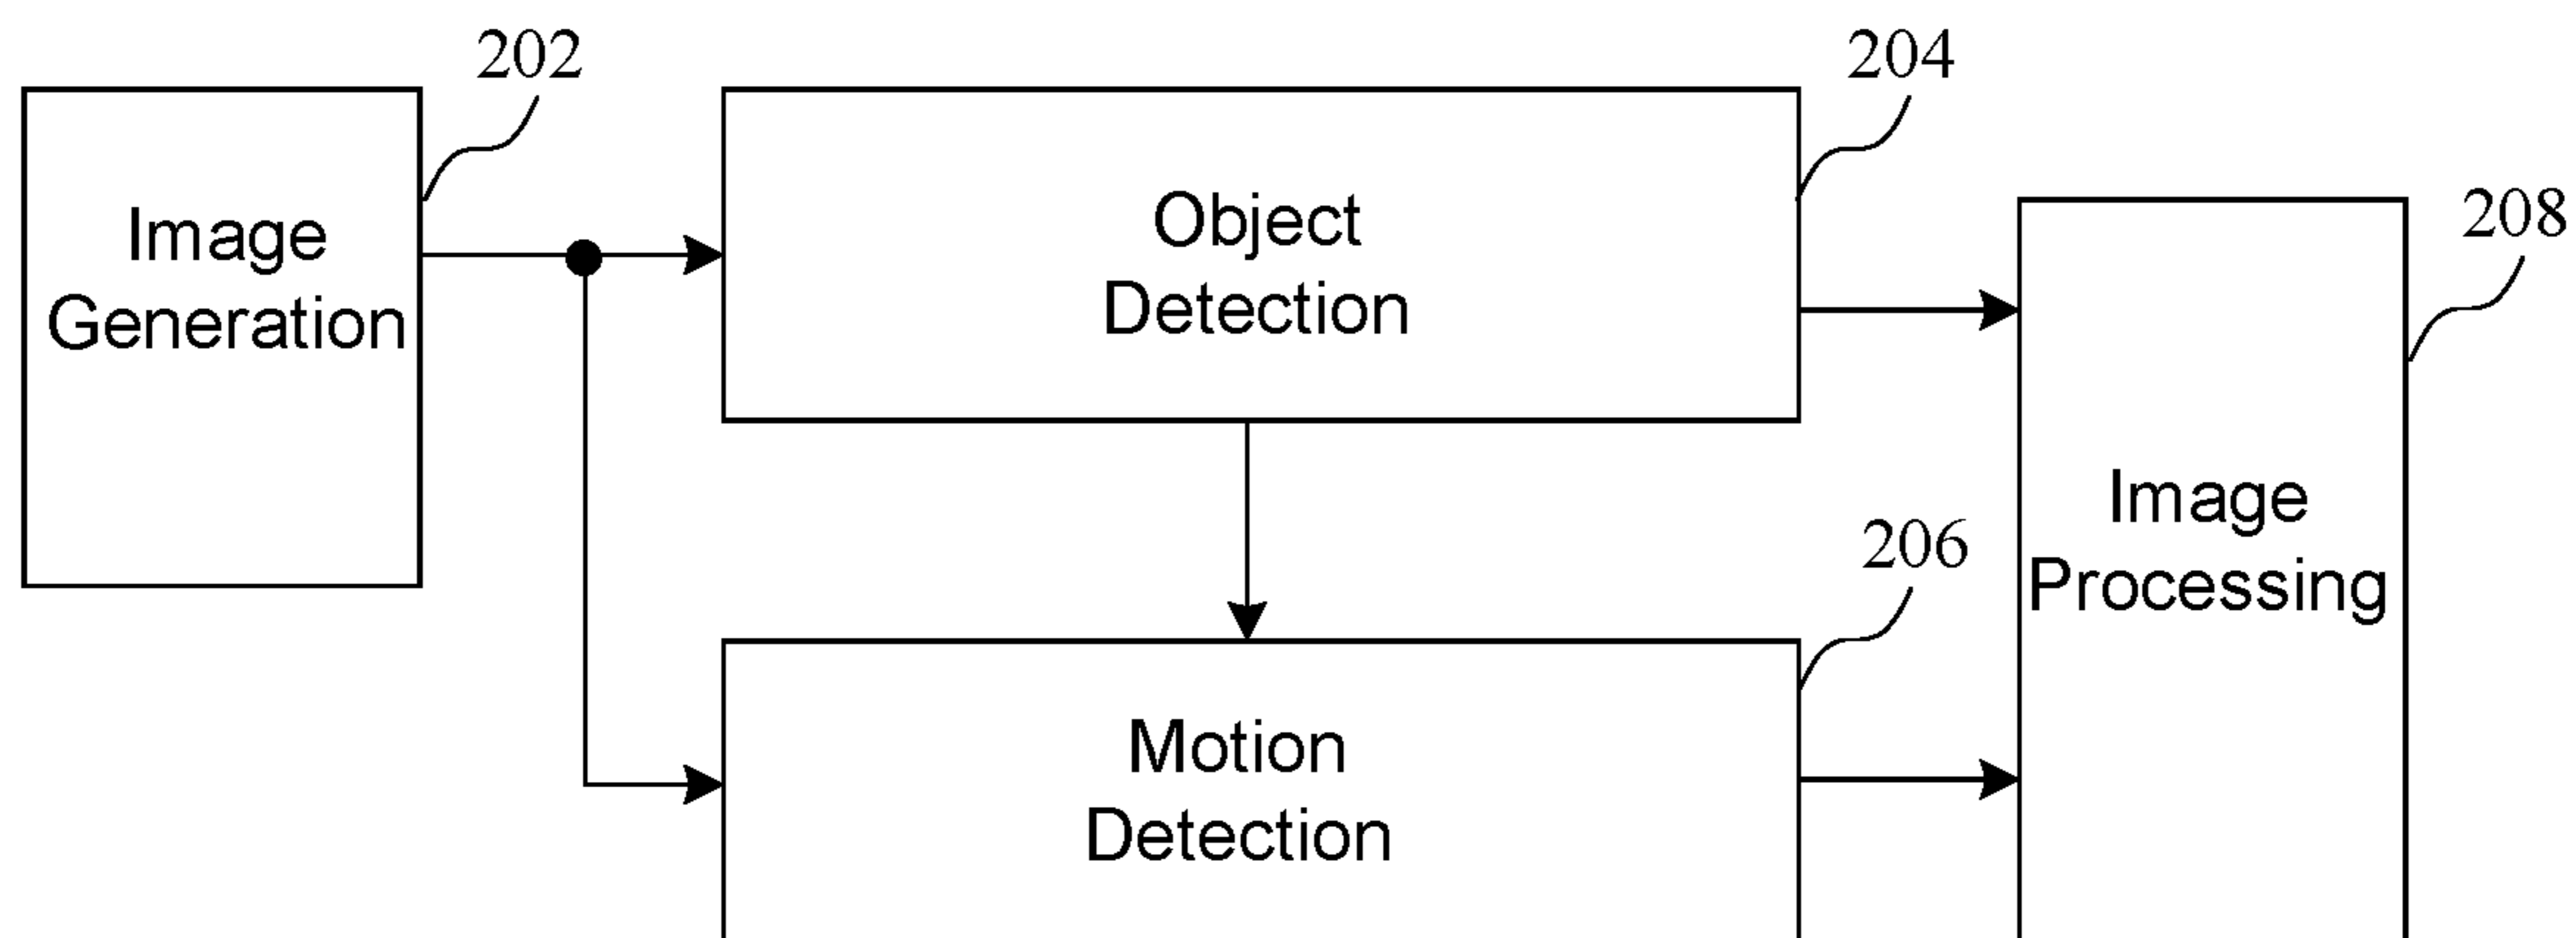 202
Image
Generation
204
Object
Detection
208
Image
Processing
206
Motion
Detection